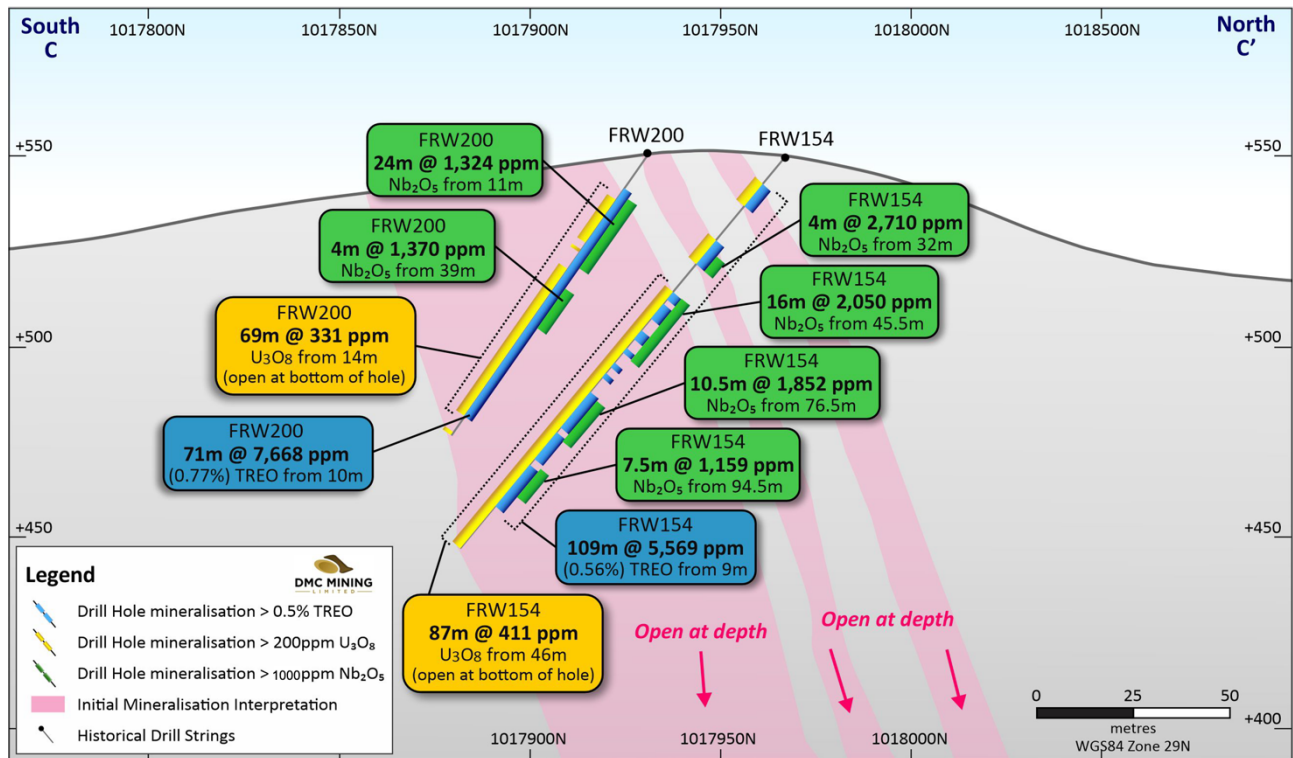 South
C
1017800N
1017850N
1017900N
1017950N
1018000N
1018500N
North
C’
+550
+500
+450
+550
+500
+450
+400
FRW200
FRW154
FRW200
24m @ 1,324 ppm
Nb₂O₅ from 11m
FRW200
4m @ 1,370 ppm
Nb₂O₅ from 39m
FRW200
69m @ 331 ppm
U₃O₈ from 14m
(open at bottom of hole)
FRW200
71m @ 7,668 ppm
(0.77%) TREO from 10m
FRW154
4m @ 2,710 ppm
Nb₂O₅ from 32m
FRW154
16m @ 2,050 ppm
Nb₂O₅ from 45.5m
FRW154
10.5m @ 1,852 ppm
Nb₂O₅ from 76.5m
FRW154
7.5m @ 1,159 ppm
Nb₂O₅ from 94.5m
FRW154
109m @ 5,569 ppm
(0.56%) TREO from 9m
FRW154
87m @ 411 ppm
U₃O₈ from 46m
(open at bottom of hole)
Open at depth
Open at depth
Legend
DMC MINING
LIMITED
Drill Hole mineralisation > 0.5% TREO
Drill Hole mineralisation > 200ppm U₃O₈
Drill Hole mineralisation > 1000ppm Nb₂O₅
Initial Mineralisation Interpretation
Historical Drill Strings
0 25 50
metres
WGS84 Zone 29N
1017900N
1017950N
1018000N